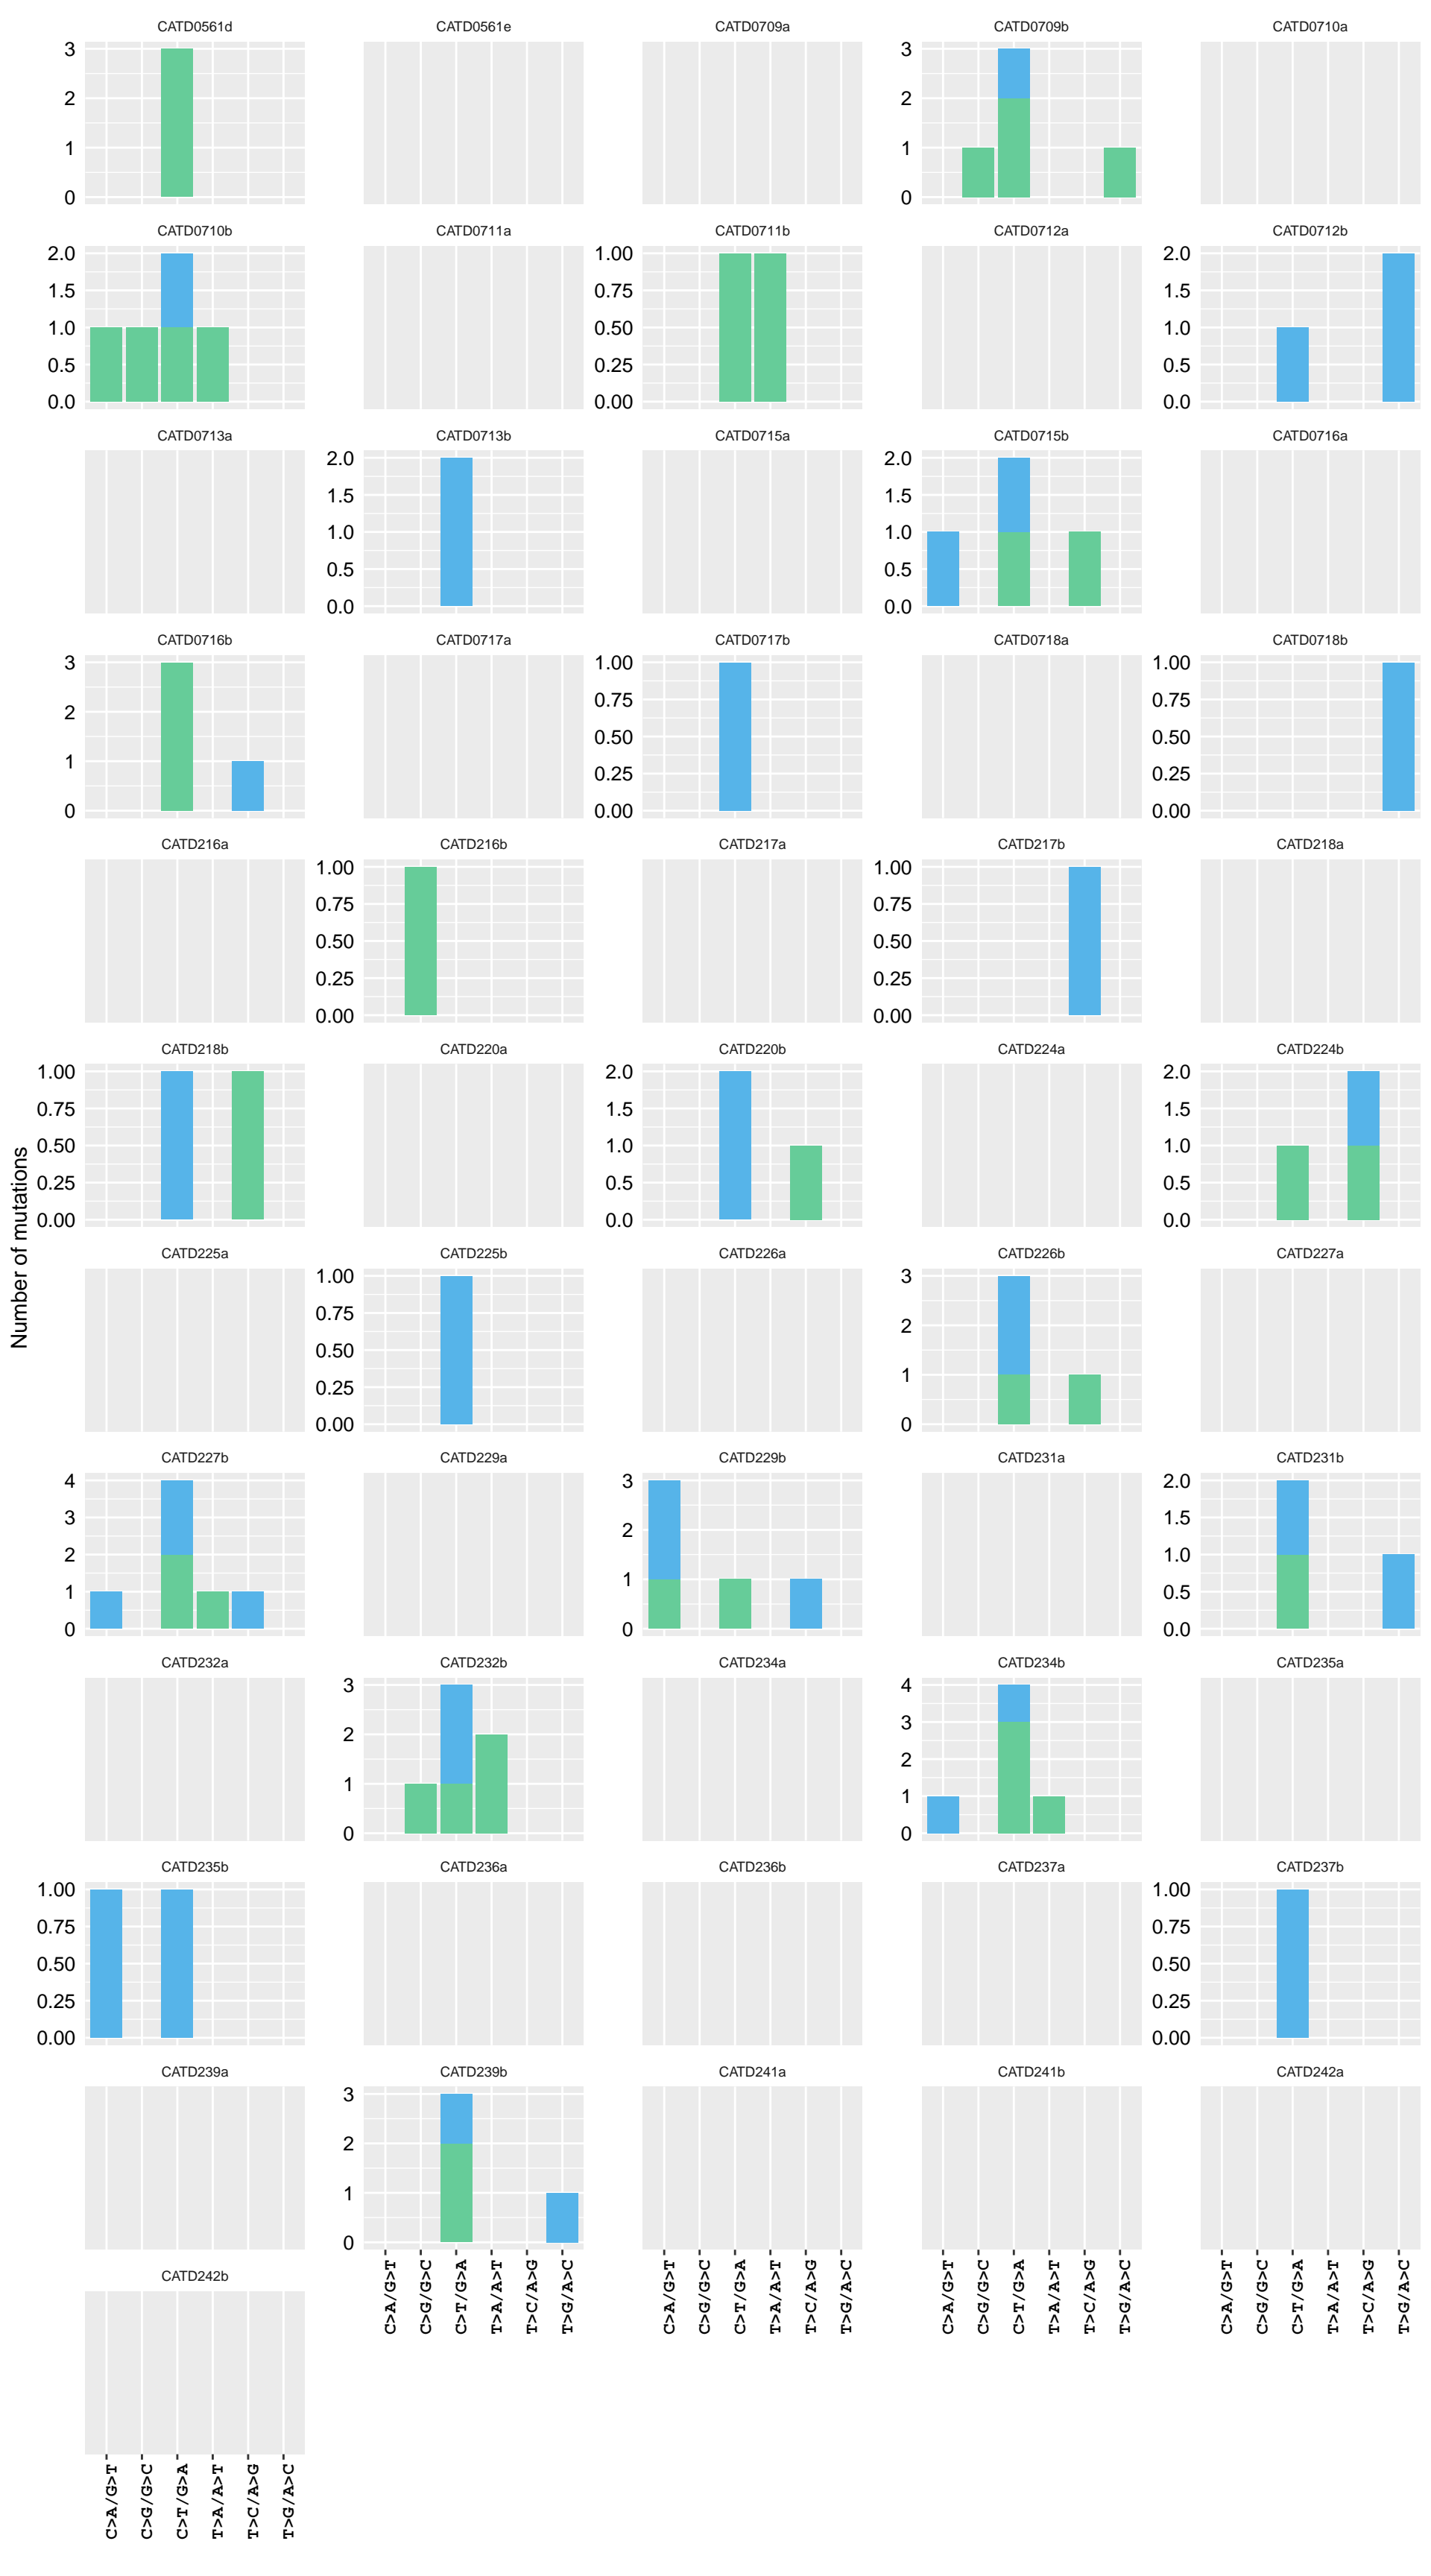 CATD0561d CATD0561e CATD0709a CATD0709b CATD0710a
3 3
2 2
1 1
0 0
CATD0710b CATD0711a CATD0711b CATD0712a CATD0712b
2.0 1.00 2.0
1.5 0.75 1.5
1.0 0.50 1.0
0.5 0.25 0.5
0.0 0.00 0.0
CATD0713a CATD0713b CATD0715a CATD0715b CATD0716a
2.0 2.0
1.5 1.5
1.0 1.0
0.5 0.5
0.0 0.0
CATD0716b CATD0717a CATD0717b CATD0718a CATD0718b
3 1.00 1.00
2 0.75 0.75
1 0.50 0.50
0 0.25 0.25
0.00 0.00
CATD216a CATD216b CATD217a CATD217b CATD218a
1.00 1.00
0.75 0.75
0.50 0.50
0.25 0.25
0.00 0.00
CATD218b CATD220a CATD220b CATD224a CATD224b
1.00 2.0 2.0
0.75 1.5 1.5
0.50 1.0 1.0
0.25 0.5 0.5
0.00 0.0 0.0
Number of mutations
CATD225a CATD225b CATD226a CATD226b CATD227a
1.00 3
0.75 2
0.50 1
0.25 0
0.00
CATD227b CATD229a CATD229b CATD231a CATD231b
4 3 2.0
3 2 1.5
2 1 1.0
1 0 0.5
0 0.0
CATD232a CATD232b CATD234a CATD234b CATD235a
3 4
2 3
1 2
0 1
0
CATD235b CATD236a CATD236b CATD237a CATD237b
1.00 1.00
0.75 0.75
0.50 0.50
0.25 0.25
0.00 0.00
CATD239a CATD239b CATD241a CATD241b CATD242a
3
2
1
0
C>A/G>T C>G/G>C C>T/G>A T>A/A>T T>C/A>G T>G/A>C C>A/G>T C>G/G>C C>T/G>A T>A/A>T T>C/A>G T>G/A>C C>A/G>T C>G/G>C C>T/G>A T>A/A>T T>C/A>G T>G/A>C C>A/G>T C>G/G>C C>T/G>A T>A/A>T T>C/A>G T>G/A>C
CATD242b
C>A/G>T C>G/G>C C>T/G>A T>A/A>T T>C/A>G T>G/A>C